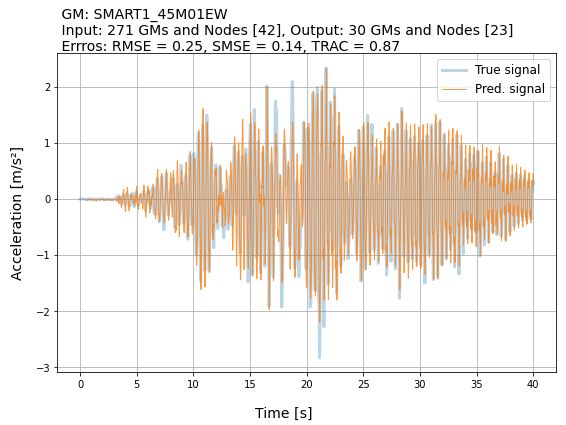 GM: SMART1_45M01EW
Input: 271 GMs and Nodes [42], Output: 30 GMs and Nodes [23]
Errros: RMSE = 0.25, SMSE = 0.14, TRAC = 0.87
True signal
Pred. signal
Acceleration [m/s²]
2
1
0
−1
−2
−3
0 5 10 15 20 25 30 35 40
Time [s]